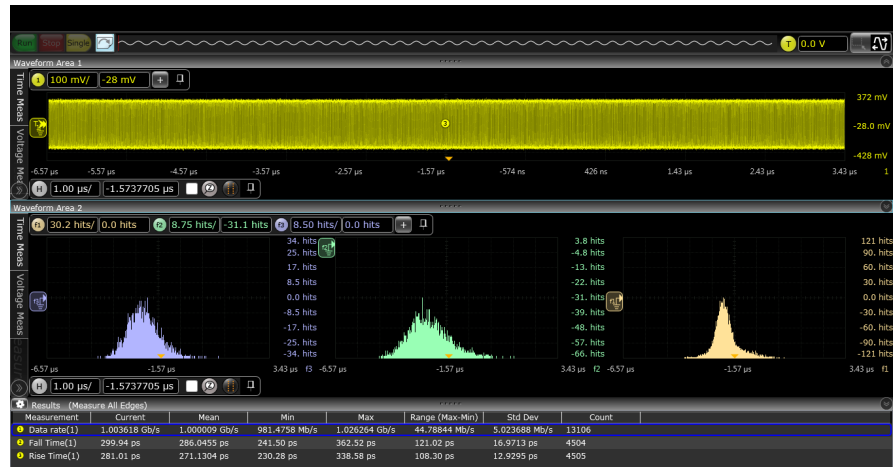 Run Stop Single T 0.0 V
Waveform Area 1
1 100 mV/ -28 mV +
Time Meas
Voltage Mea
372 mV
3
-28.0 mV
-428 mV
-6.57 µs -5.57 µs -4.57 µs -3.57 µs -2.57 µs -1.57 µs -574 ns 426 ns 1.43 µs 2.43 µs 3.43 µs 1
H 1.00 µs/ -1.5737705 µs
Waveform Area 2
f1 30.2 hits/ 0.0 hits f2 8.75 hits/ -31.1 hits f3 8.50 hits/ 0.0 hits +
Time Meas
Voltage Meas
34. hits 3.8 hits 121 hits
25. hits -4.8 hits 90. hits
17. hits -13. hits 60. hits
8.5 hits -22. hits 30. hits
0.0 hits -31. hits 0.0 hits
-8.5 hits -39. hits -30. hits
-17. hits -48. hits -60. hits
-25. hits -57. hits -90. hits
-34. hits -66. hits -121 hits
-6.57 µs -1.57 µs 3.43 µs f3 -6.57 µs -1.57 µs 3.43 µs f2 -6.57 µs -1.57 µs 3.43 µs f1
H 1.00 µs/ -1.5737705 µs
Results (Measure All Edges)
Measurement Current Mean Min Max Range (Max-Min) Std Dev Count
Data rate(1) 1.003618 Gb/s 1.000009 Gb/s 981.4758 Mb/s 1.026264 Gb/s 44.78844 Mb/s 5.023688 Mb/s 13106
Fall Time(1) 299.94 ps 286.0455 ps 241.50 ps 362.52 ps 121.02 ps 16.9713 ps 4504
Rise Time(1) 281.01 ps 271.1304 ps 230.28 ps 338.58 ps 108.30 ps 12.9295 ps 4505